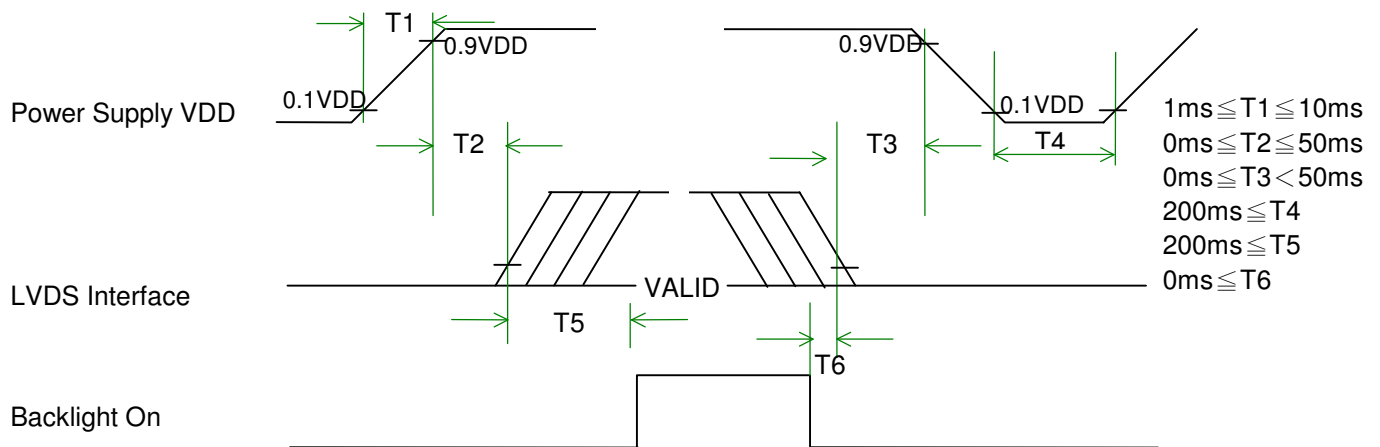 T1
0.9VDD
0.9VDD
Power Supply VDD
0.1VDD
0.1VDD
T2
T3
T4
1ms≦T1≦10ms
0ms≦T2≦50ms
0ms≦T3<50ms
200ms≦T4
200ms≦T5
0ms≦T6
LVDS Interface
VALID
T5
T6
Backlight On